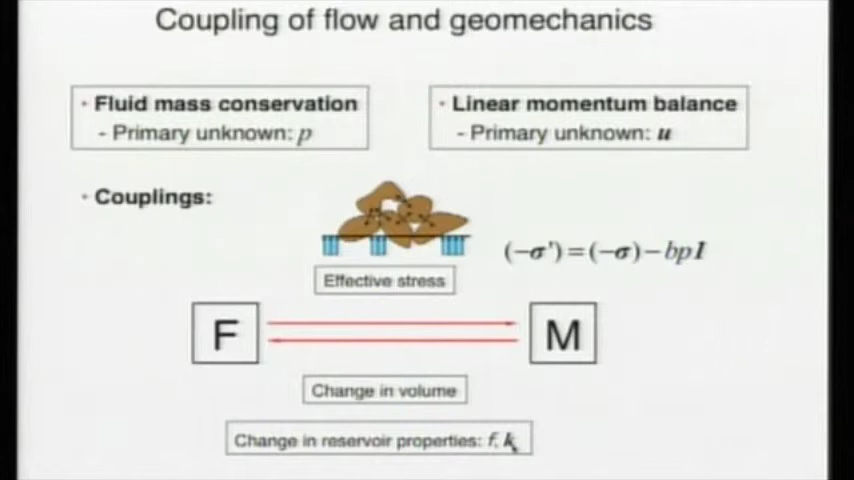 Coupling of flow and geomechanics
· Fluid mass conservation
- Primary unknown: p
· Linear momentum balance
- Primary unknown: u
· Couplings:
(-σ')=(-σ)-bpI
Effective stress
F
M
Change in volume
Change in reservoir properties: f, k